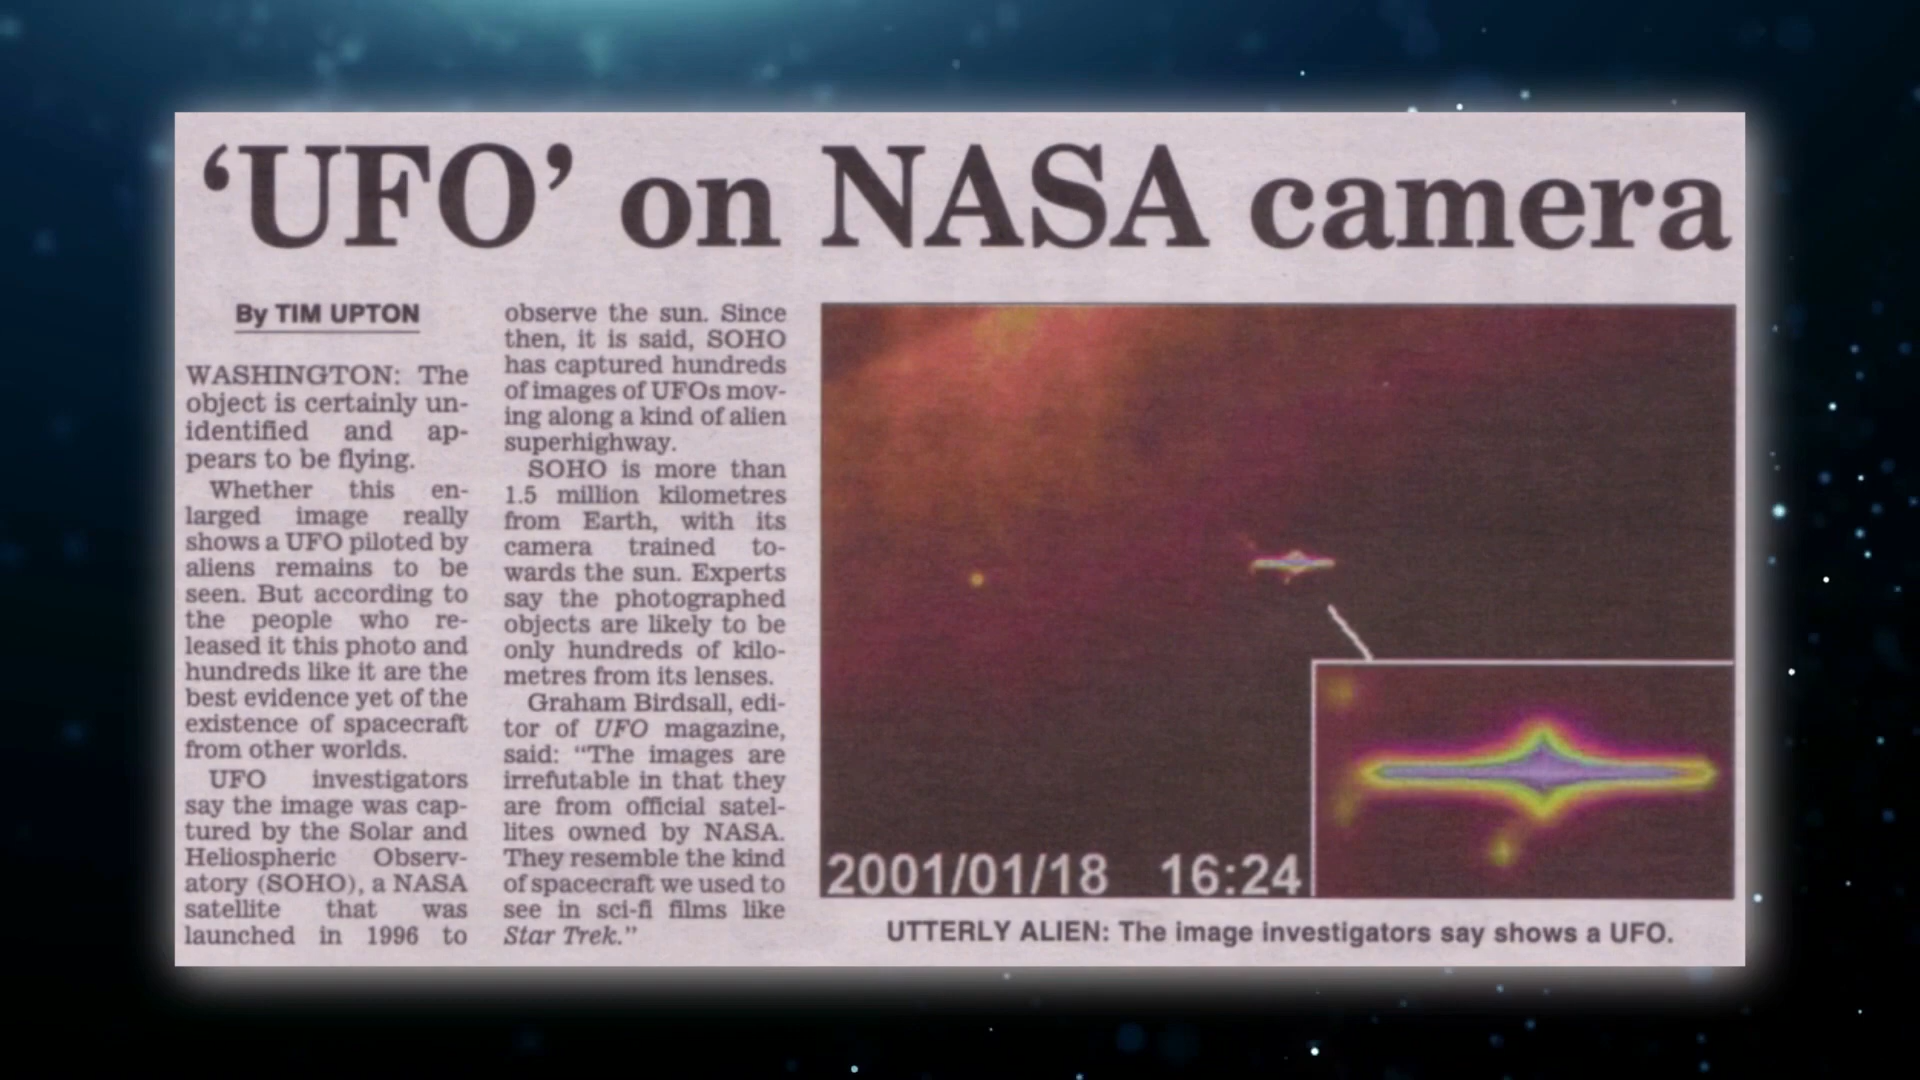 ‘UFO’ on NASA camera
By TIM UPTON
WASHINGTON: The
object is certainly un-
identified and ap-
pears to be flying.
Whether this en-
larged image really
shows a UFO piloted by
aliens remains to be
seen. But according to
the people who re-
leased it this photo and
hundreds like it are the
best evidence yet of the
existence of spacecraft
from other worlds.
UFO investigators
say the image was cap-
tured by the Solar and
Heliospheric Observ-
atory (SOHO), a NASA
satellite that was
launched in 1996 to
observe the sun. Since
then, it is said, SOHO
has captured hundreds
of images of UFOs mov-
ing along a kind of alien
superhighway.
SOHO is more than
1.5 million kilometres
from Earth, with its
camera trained to-
wards the sun. Experts
say the photographed
objects are likely to be
only hundreds of kilo-
metres from its lenses.
Graham Birdsall, edi-
tor of UFO magazine,
said: “The images are
irrefutable in that they
are from official satel-
lites owned by NASA.
They resemble the kind
of spacecraft we used to
see in sci-fi films like
Star Trek.”
2001/01/18 16:24
UTTERLY ALIEN: The image investigators say shows a UFO.